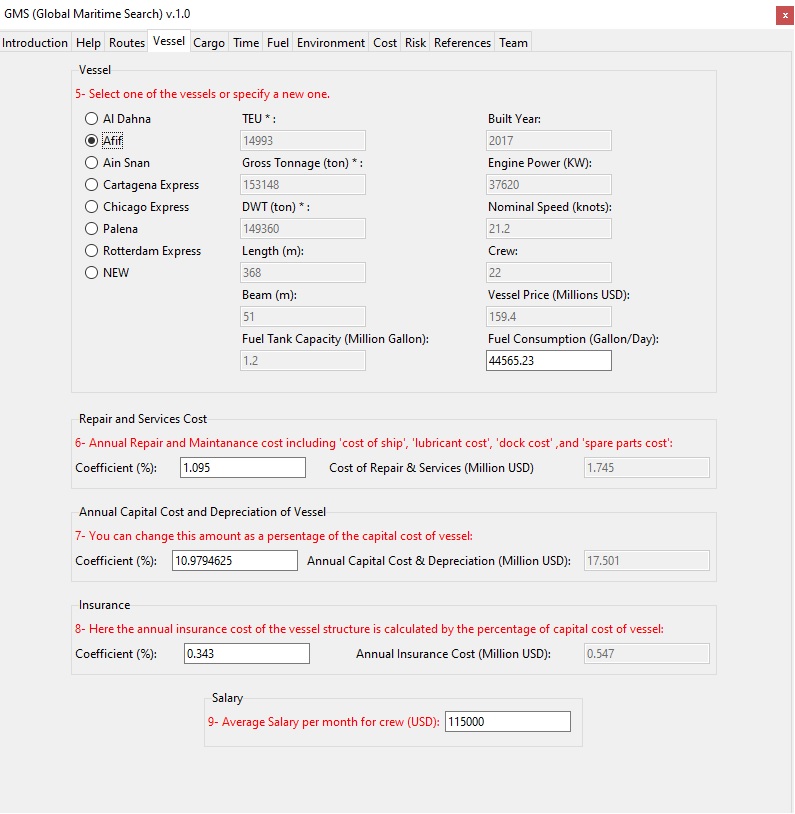 GMS (Global Maritime Search) v.1.0
x
Introduction Help Routes Vessel Cargo Time Fuel Environment Cost Risk References Team
Vessel
5- Select one of the vessels or specify a new one.
Al Dahna
Afif
Ain Snan
Cartagena Express
Chicago Express
Palena
Rotterdam Express
NEW
TEU * :
14993
Gross Tonnage (ton) * :
153148
DWT (ton) * :
149360
Length (m):
368
Beam (m):
51
Fuel Tank Capacity (Million Gallon):
1.2
Built Year:
2017
Engine Power (KW):
37620
Nominal Speed (knots):
21.2
Crew:
22
Vessel Price (Millions USD):
159.4
Fuel Consumption (Gallon/Day):
44565.23
Repair and Services Cost
6- Annual Repair and Maintanance cost including 'cost of ship', 'lubricant cost', 'dock cost' ,and 'spare parts cost':
Coefficient (%): 1.095 Cost of Repair & Services (Million USD) 1.745
Annual Capital Cost and Depreciation of Vessel
7- You can change this amount as a persentage of the capital cost of vessel:
Coefficient (%): 10.9794625 Annual Capital Cost & Depreciation (Million USD): 17.501
Insurance
8- Here the annual insurance cost of the vessel structure is calculated by the percentage of capital cost of vessel:
Coefficient (%): 0.343 Annual Insurance Cost (Million USD): 0.547
Salary
9- Average Salary per month for crew (USD): 115000